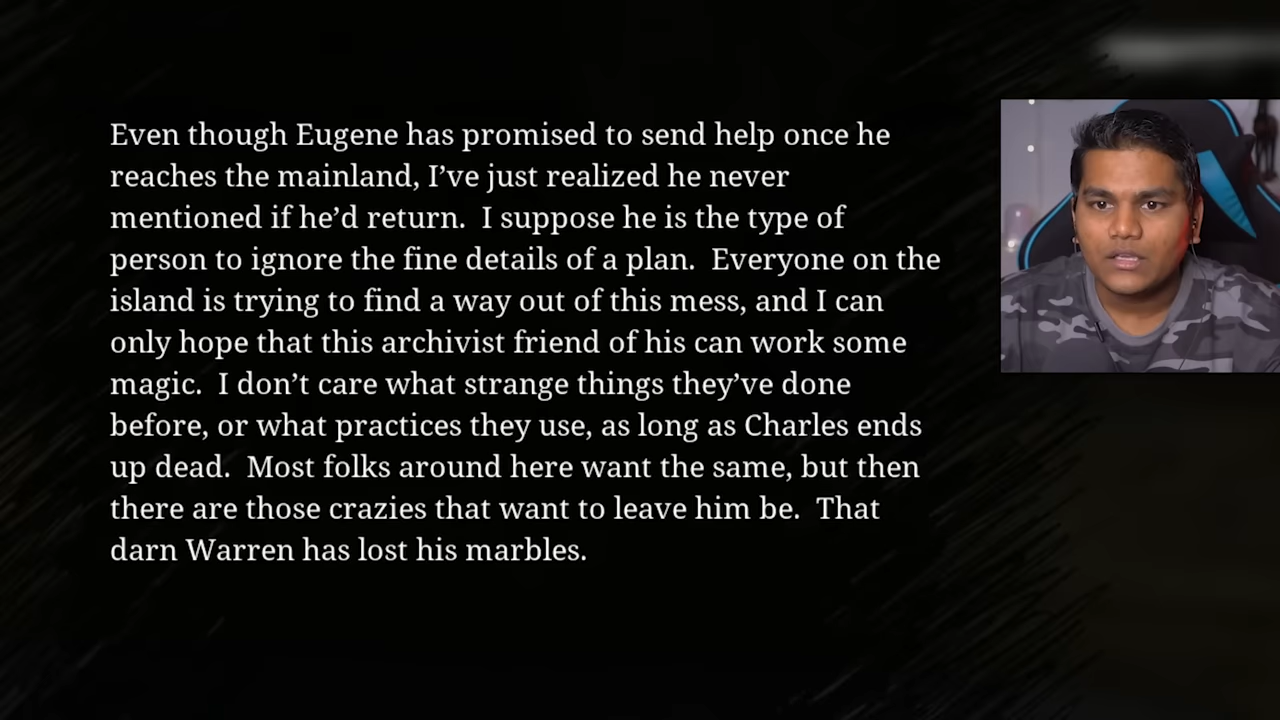 Even though Eugene has promised to send help once he
reaches the mainland, I’ve just realized he never
mentioned if he’d return.  I suppose he is the type of
person to ignore the fine details of a plan.  Everyone on the
island is trying to find a way out of this mess, and I can
only hope that this archivist friend of his can work some
magic.  I don’t care what strange things they’ve done
before, or what practices they use, as long as Charles ends
up dead.  Most folks around here want the same, but then
there are those crazies that want to leave him be.  That
darn Warren has lost his marbles.